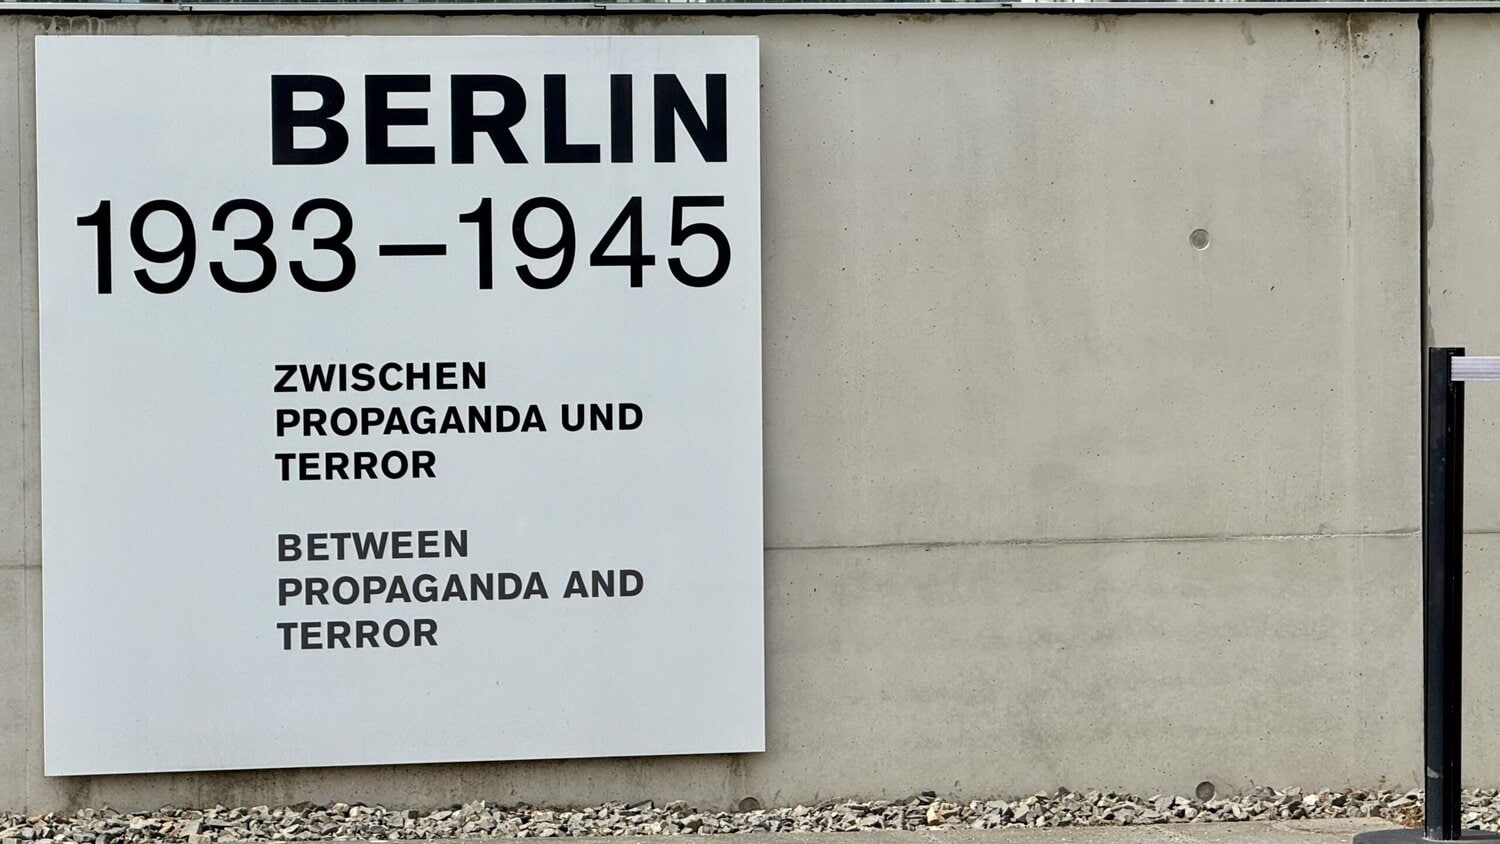 BERLIN
1933–1945
ZWISCHEN
PROPAGANDA UND
TERROR
BETWEEN
PROPAGANDA AND
TERROR